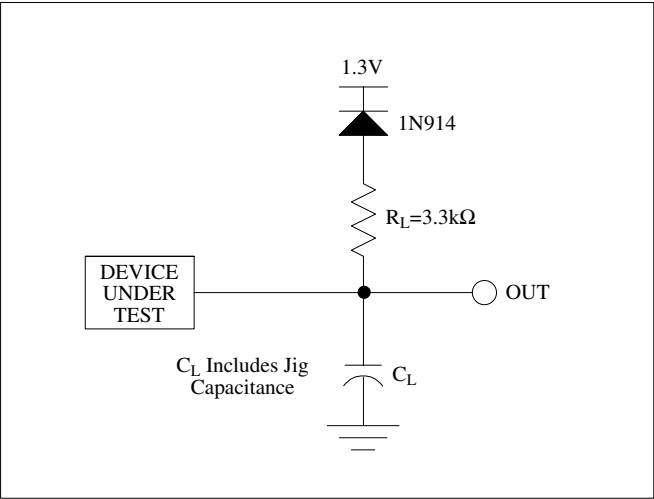 1.3V
1N914
R_L=3.3kΩ
DEVICE
UNDER
TEST
OUT
C_L Includes Jig
Capacitance
C_L